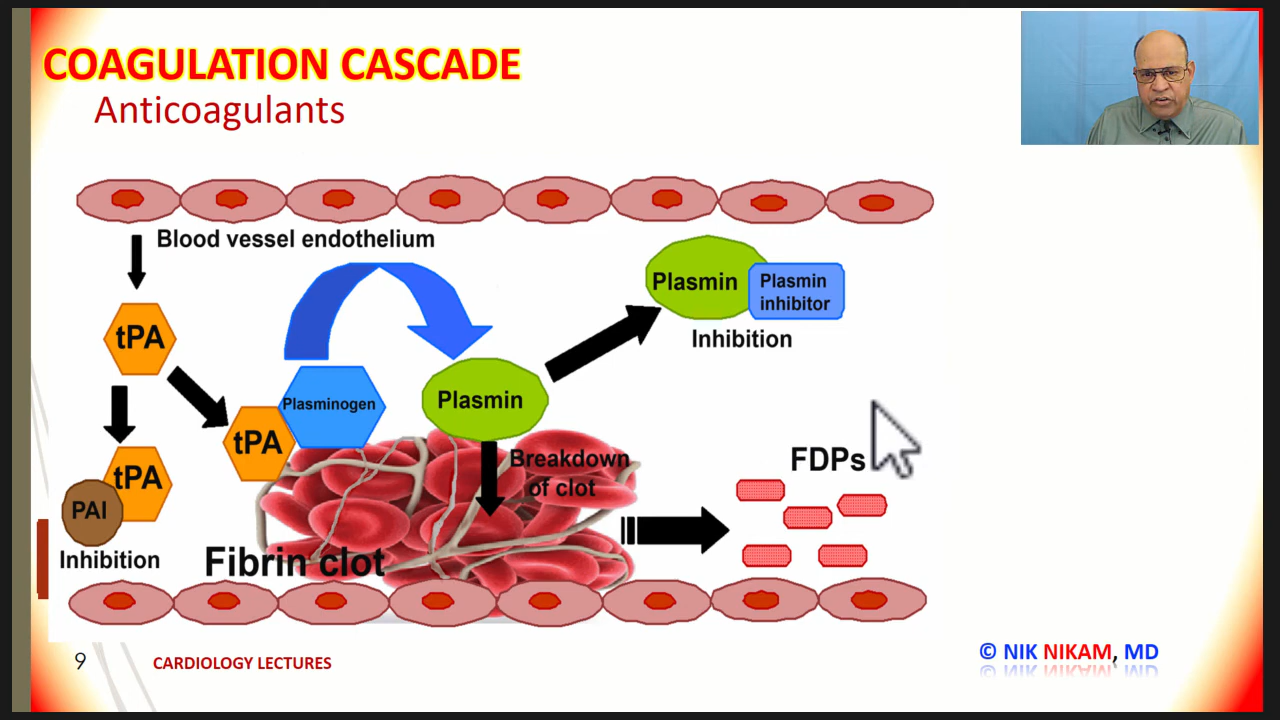 COAGULATION CASCADE
Anticoagulants
Blood vessel endothelium
tPA
Plasminogen
tPA
tPA
PAI
Inhibition
Plasmin
Plasmin
Plasmin
inhibitor
Inhibition
Breakdown
of clot
Fibrin clot
FDPs
9
CARDIOLOGY LECTURES
© NIK NIKAM, MD